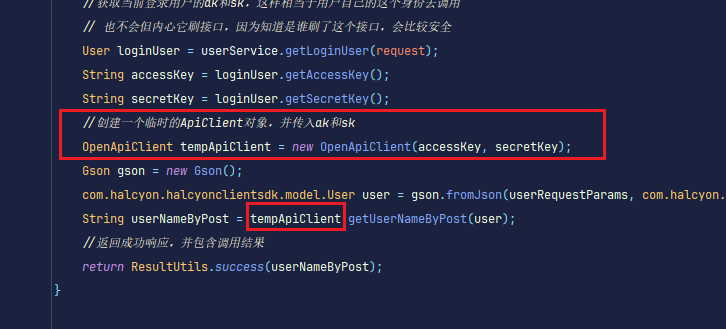 //获取当前登录用户的ak和sk，这样相当于用户自己的这个身份去调用
// 也不会但内心它刷接口，因为知道是谁刷了这个接口，会比较安全
User loginUser = userService.getLoginUser(request);
String accessKey = loginUser.getAccessKey();
String secretKey = loginUser.getSecretKey();
//创建一个临时的ApiClient对象，并传入ak和sk
OpenApiClient tempApiClient = new OpenApiClient(accessKey, secretKey);
Gson gson = new Gson();
com.halcyon.halcyonclientsdk.model.User user = gson.fromJson(userRequestParams, com.halcyon.
String userNameByPost = tempApiClient.getUserNameByPost(user);
//返回成功响应，并包含调用结果
return ResultUtils.success(userNameByPost);
}